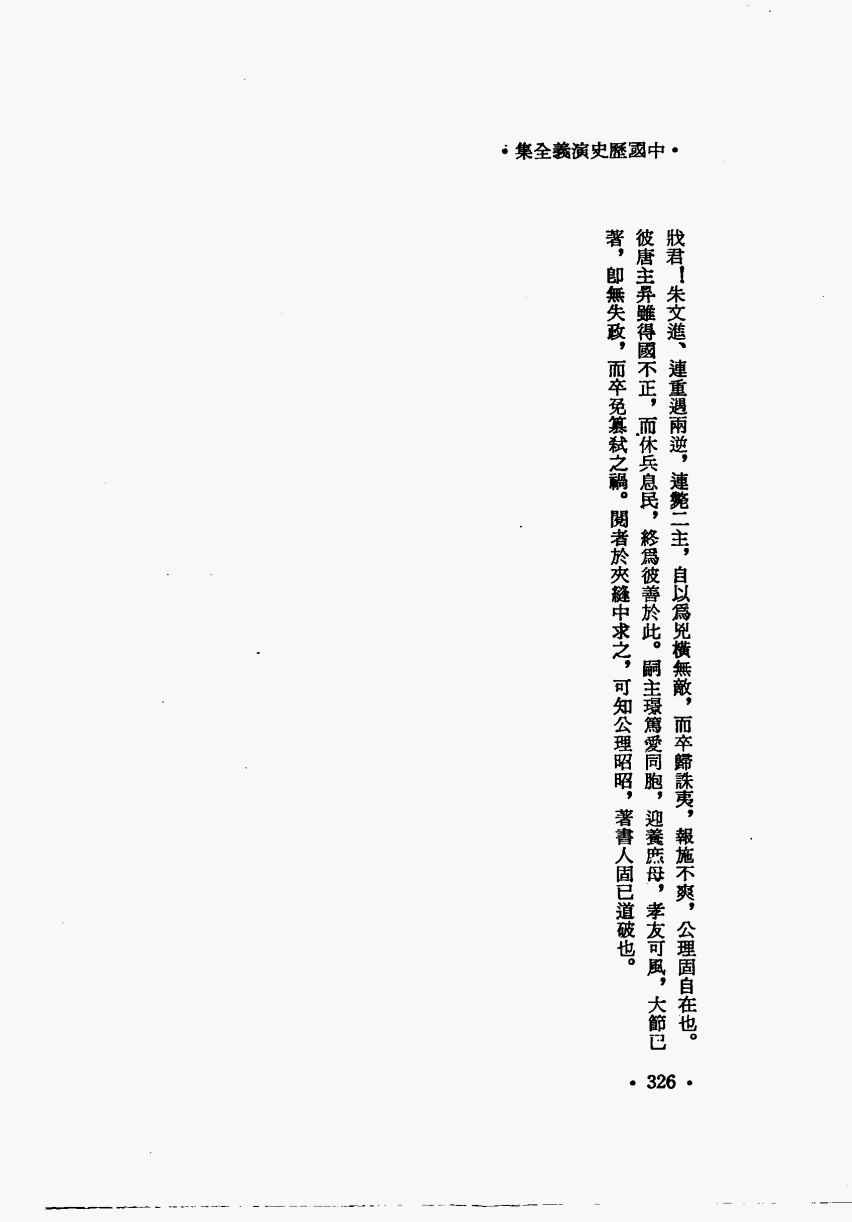 •中國歷史演義全集•
戕君！朱文進、連重遇兩逆，連斃二主，自以爲兇橫無敵，而卒歸誅夷，報施不爽，公理固自在也。
彼唐主昇雖得國不正，而休兵息民，終爲彼善於此。嗣主璟篤愛同胞，迎養庶母，孝友可風，大節已
著，卽無失政，而卒免篡弒之禍。閱者於夾縫中求之，可知公理昭昭，著書人固已道破也。
• 326 •